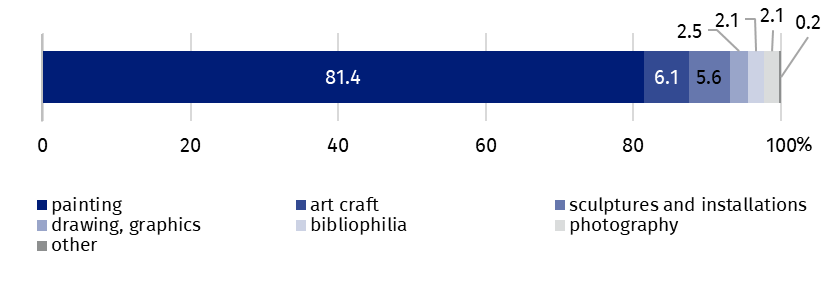 2.5 2.1 2.1 0.2
81.4 6.1 5.6
0 20 40 60 80 100%
painting art craft sculptures and installations
drawing, graphics bibliophilia photography
other